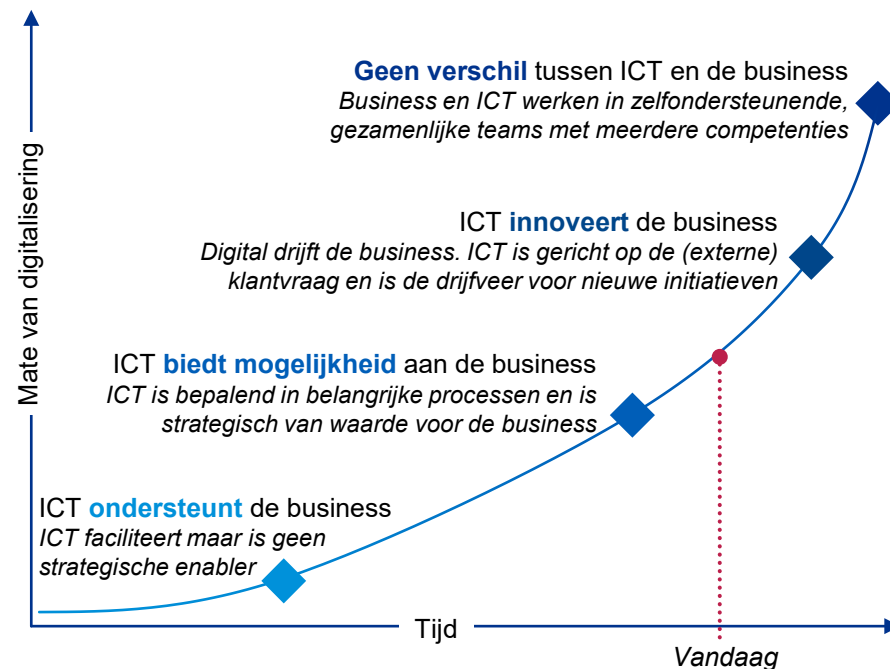 Geen verschil tussen ICT en de business
Business en ICT werken in zelfondersteunende,
gezamenlijke teams met meerdere competenties
ICT innoveert de business
Digital drijft de business. ICT is gericht op de (externe)
klantvraag en is de drijfveer voor nieuwe initiatieven
ICT biedt mogelijkheid aan de business
ICT is bepalend in belangrijke processen en is
strategisch van waarde voor de business
ICT ondersteunt de business
ICT faciliteert maar is geen
strategische enabler
Mate van digitalisering
Tijd
Vandaag